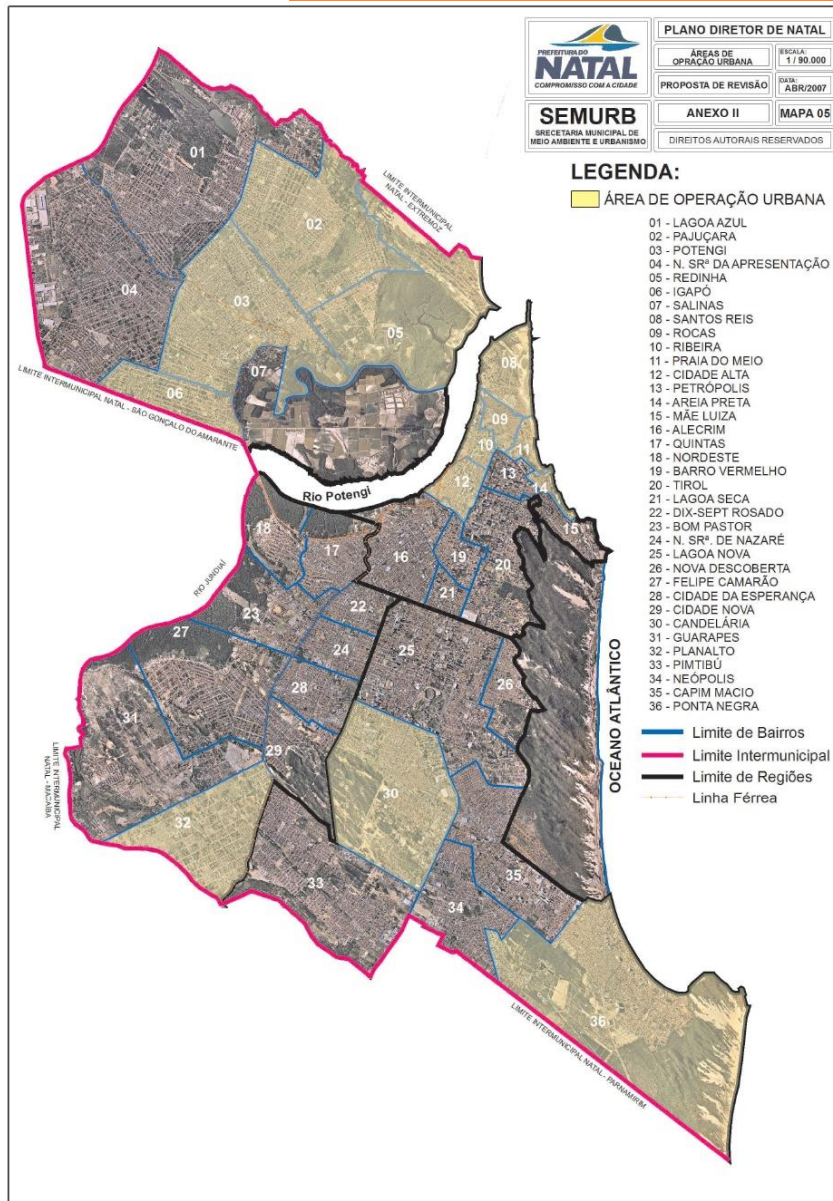 PREFEITURA DO
NATAL
COMPROMISSO COM A CIDADE
SEMURB
SRECETARIA MUNICIPAL DE
MEIO AMBIENTE E URBANISMO
PLANO DIRETOR DE NATAL
ÁREAS DE
OPRAÇÃO URBANA
ESCALA:
1 / 90.000
PROPOSTA DE REVISÃO
DATA:
ABR/2007
ANEXO II
MAPA 05
DIREITOS AUTORAIS RESERVADOS
LEGENDA:
ÁREA DE OPERAÇÃO URBANA
01 - LAGOA AZUL
02 - PAJUÇARA
03 - POTENGI
04 - N. SRª DA APRESENTAÇÃO
05 - REDINHA
06 - IGAPÓ
07 - SALINAS
08 - SANTOS REIS
09 - ROCAS
10 - RIBEIRA
11 - PRAIA DO MEIO
12 - CIDADE ALTA
13 - PETRÓPOLIS
14 - AREIA PRETA
15 - MÃE LUIZA
16 - ALECRIM
17 - QUINTAS
18 - NORDESTE
19 - BARRO VERMELHO
20 - TIROL
21 - LAGOA SECA
22 - DIX-SEPT ROSADO
23 - BOM PASTOR
24 - N. SRª. DE NAZARÉ
25 - LAGOA NOVA
26 - NOVA DESCOBERTA
27 - FELIPE CAMARÃO
28 - CIDADE DA ESPERANÇA
29 - CIDADE NOVA
30 - CANDELÁRIA
31 - GUARAPES
32 - PLANALTO
33 - PIMTIBÚ
34 - NEÓPOLIS
35 - CAPIM MACIO
36 - PONTA NEGRA
Limite de Bairros
Limite Intermunicipal
Limite de Regiões
Linha Férrea
LIMITE INTERMUNICIPAL
NATAL - EXTREMOZ
01
02
04
03
05
07
06
LIMITE INTERMUNICIPAL NATAL - SÃO GONÇALO DO AMARANTE
Rio Potengi
08
09
10
11
13
12
14
15
18
17
16
19
20
21
RIO JUNDIAÍ
22
23
24
25
27
28
26
31
29
OCEANO ATLÂNTICO
LIMITE INTERMUNICIPAL
NATAL - MACAÍBA
30
32
33
35
34
36
LIMITE INTERMUNICIPAL NATAL - PARNAMIRIM